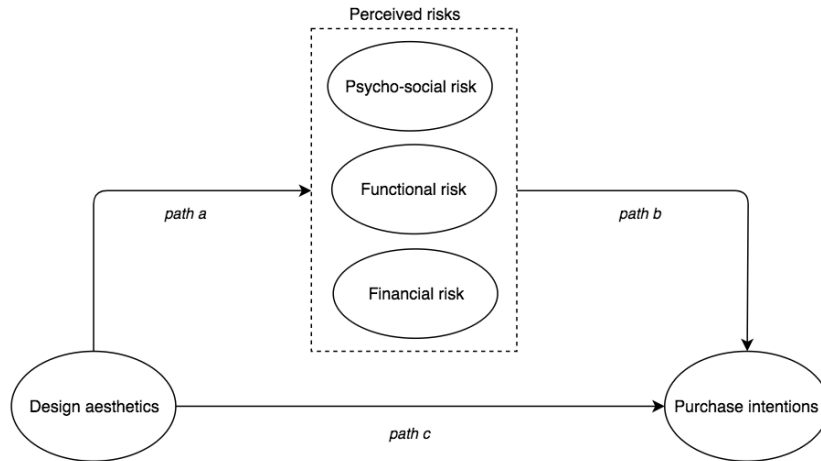 Perceived risks
Psycho-social risk
Functional risk
path a
path b
Financial risk
Design aesthetics
Purchase intentions
path c